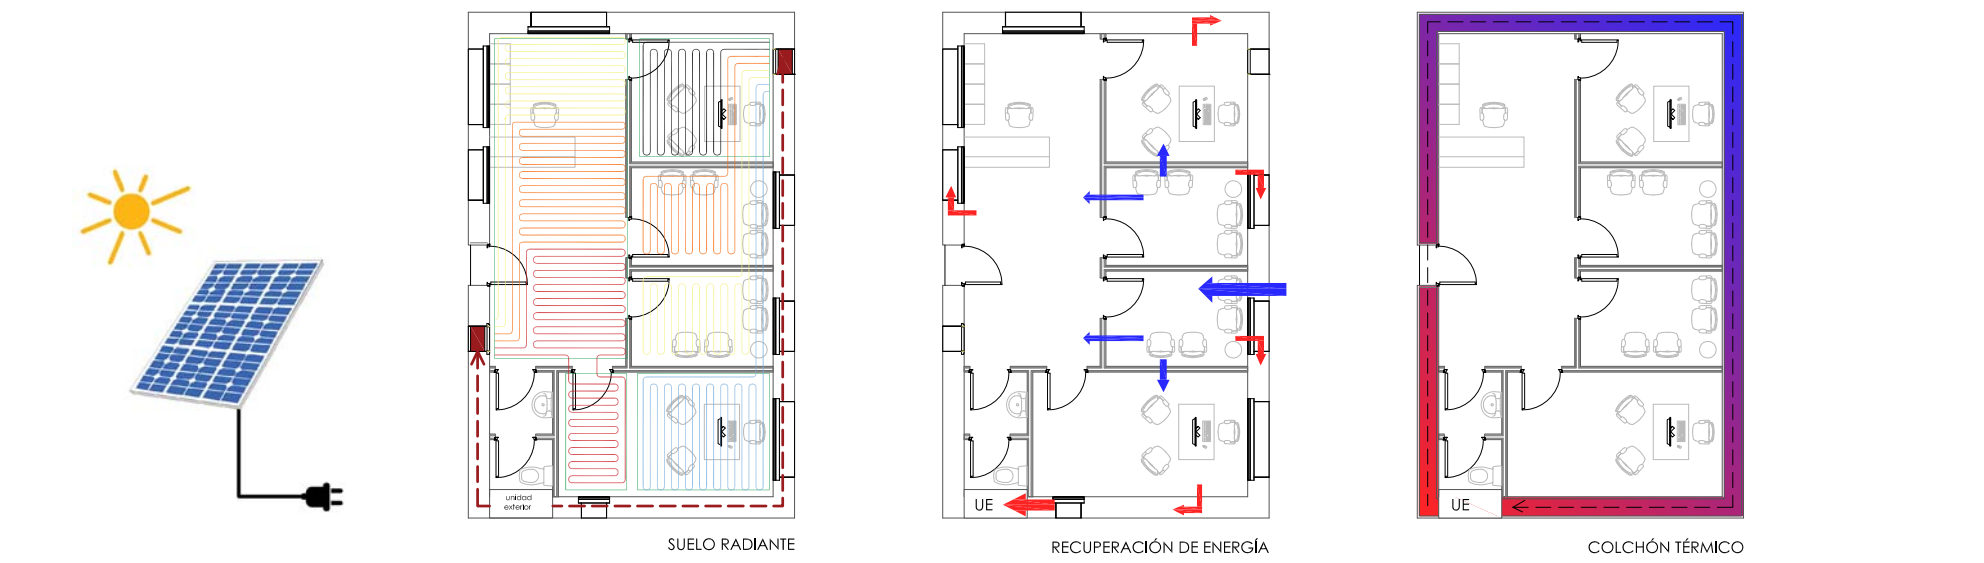 unidad
exterior
SUELO RADIANTE
UE
RECUPERACIÓN DE ENERGÍA
UE
COLCHÓN TÉRMICO